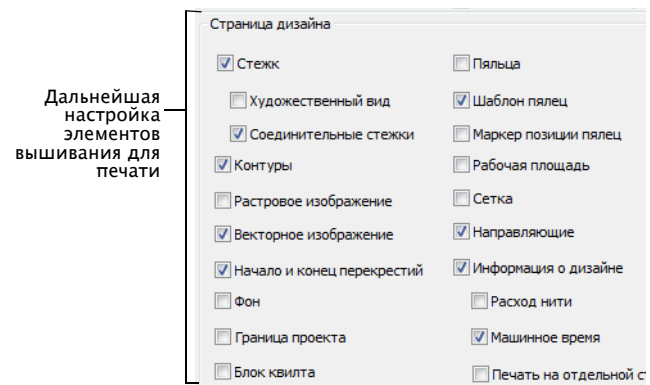 Страница дизайна
Дальнейшая
настройка
элементов
вышивания для
печати
Стежк
Художественный вид
Соединительные стежки
Контуры
Растровое изображение
Векторное изображение
Начало и конец перекрестий
Фон
Граница проекта
Блок квилта
Пяльца
Шаблон пялец
Маркер позиции пялец
Рабочая площадь
Сетка
Направляющие
Информация о дизайне
Расход нити
Машинное время
Печать на отдельной ст